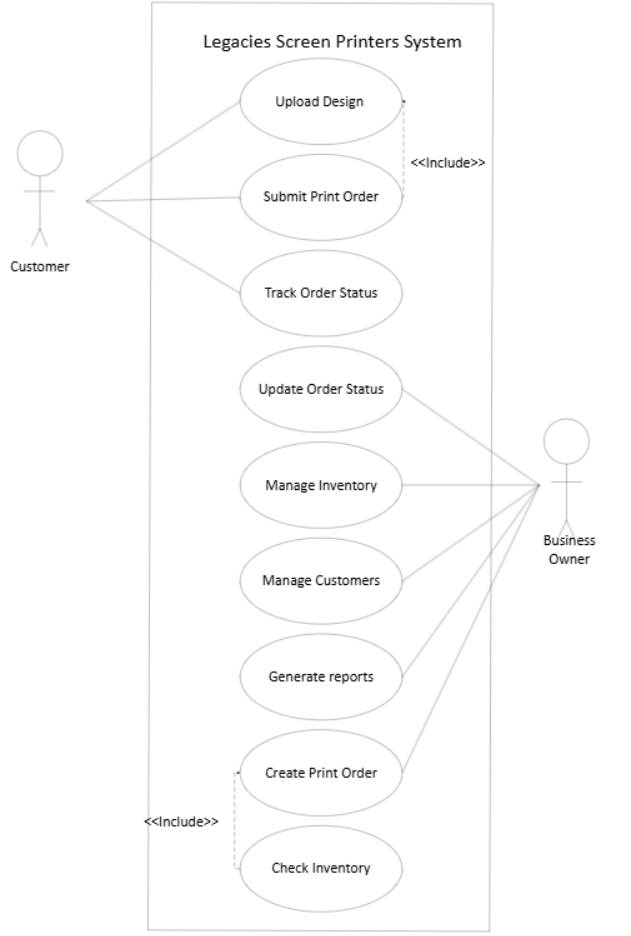 Legacies Screen Printers System
Upload Design
<<Include>>
Submit Print Order
Customer
Track Order Status
Update Order Status
Manage Inventory
Business
Owner
Manage Customers
Generate reports
Create Print Order
<<Include>>
Check Inventory